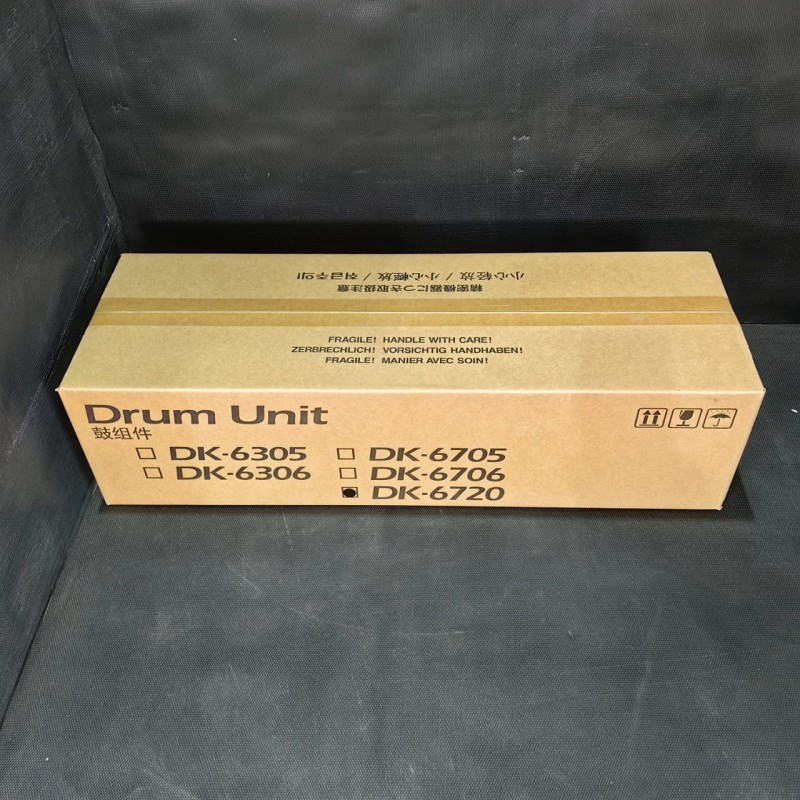 小心轻放 / 小心輕放 / 취급주의!
精密機器につき取扱注意
FRAGILE! HANDLE WITH CARE!
ZERBRECHLICH! VORSICHTIG HANDHABEN!
FRAGILE! MANIER AVEC SOIN!
Drum Unit
鼓组件
DK-6305
DK-6306
DK-6705
DK-6706
DK-6720